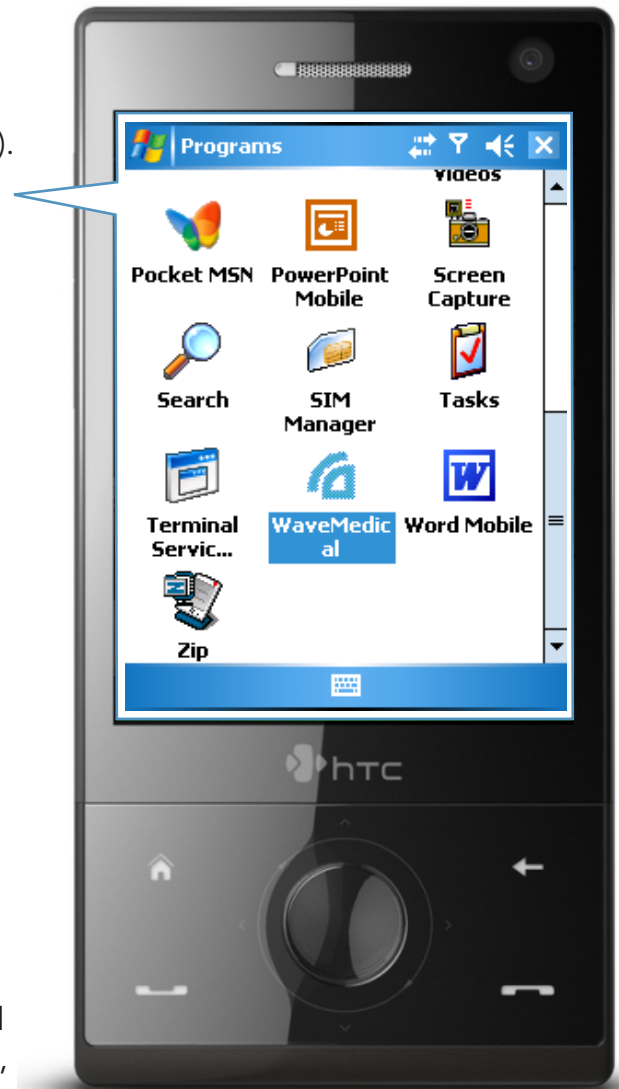 ).
Programs
Videos
Pocket MSN
PowerPoint
Mobile
Screen
Capture
Search
SIM
Manager
Tasks
Terminal
Servic...
WaveMedic
al
Word Mobile
Zip
hTC
l
,